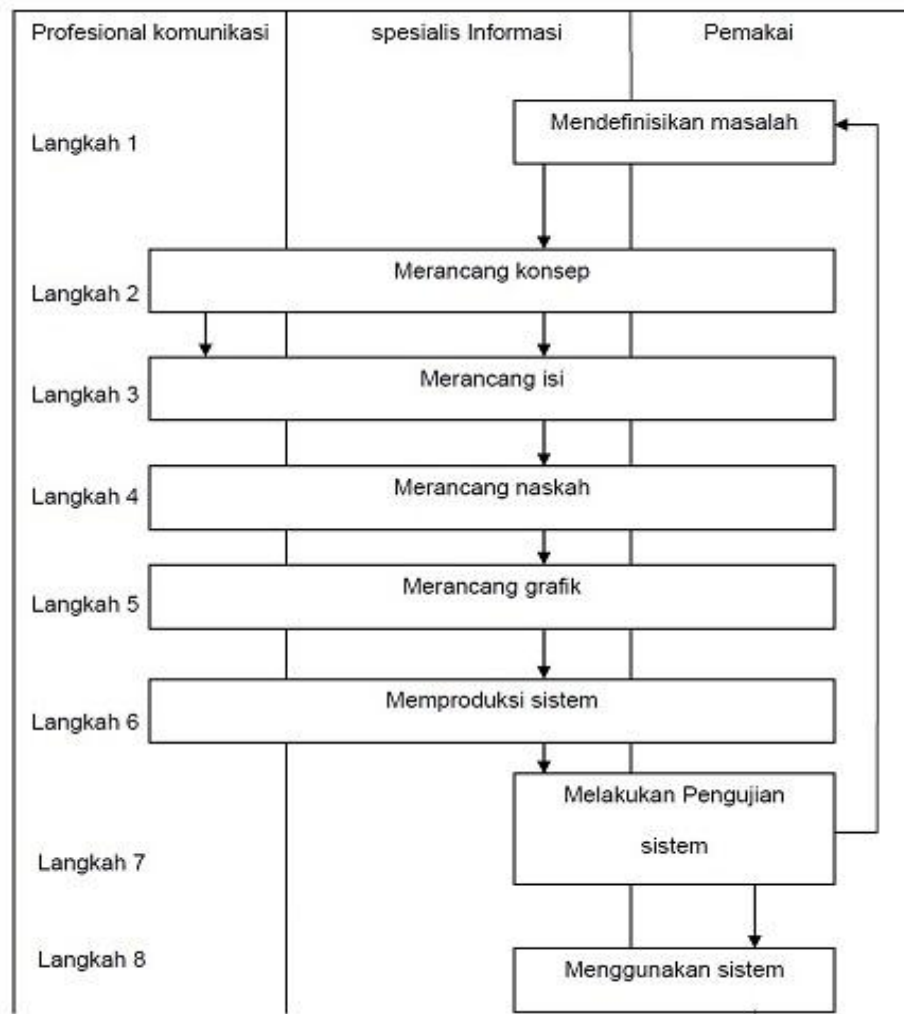 Profesional komunikasi
spesialis Informasi
Pemakai
Langkah 1
Mendefinisikan masalah
Langkah 2
Merancang konsep
Langkah 3
Merancang isi
Langkah 4
Merancang naskah
Langkah 5
Merancang grafik
Langkah 6
Memproduksi sistem
Langkah 7
Melakukan Pengujian
sistem
Langkah 8
Menggunakan sistem